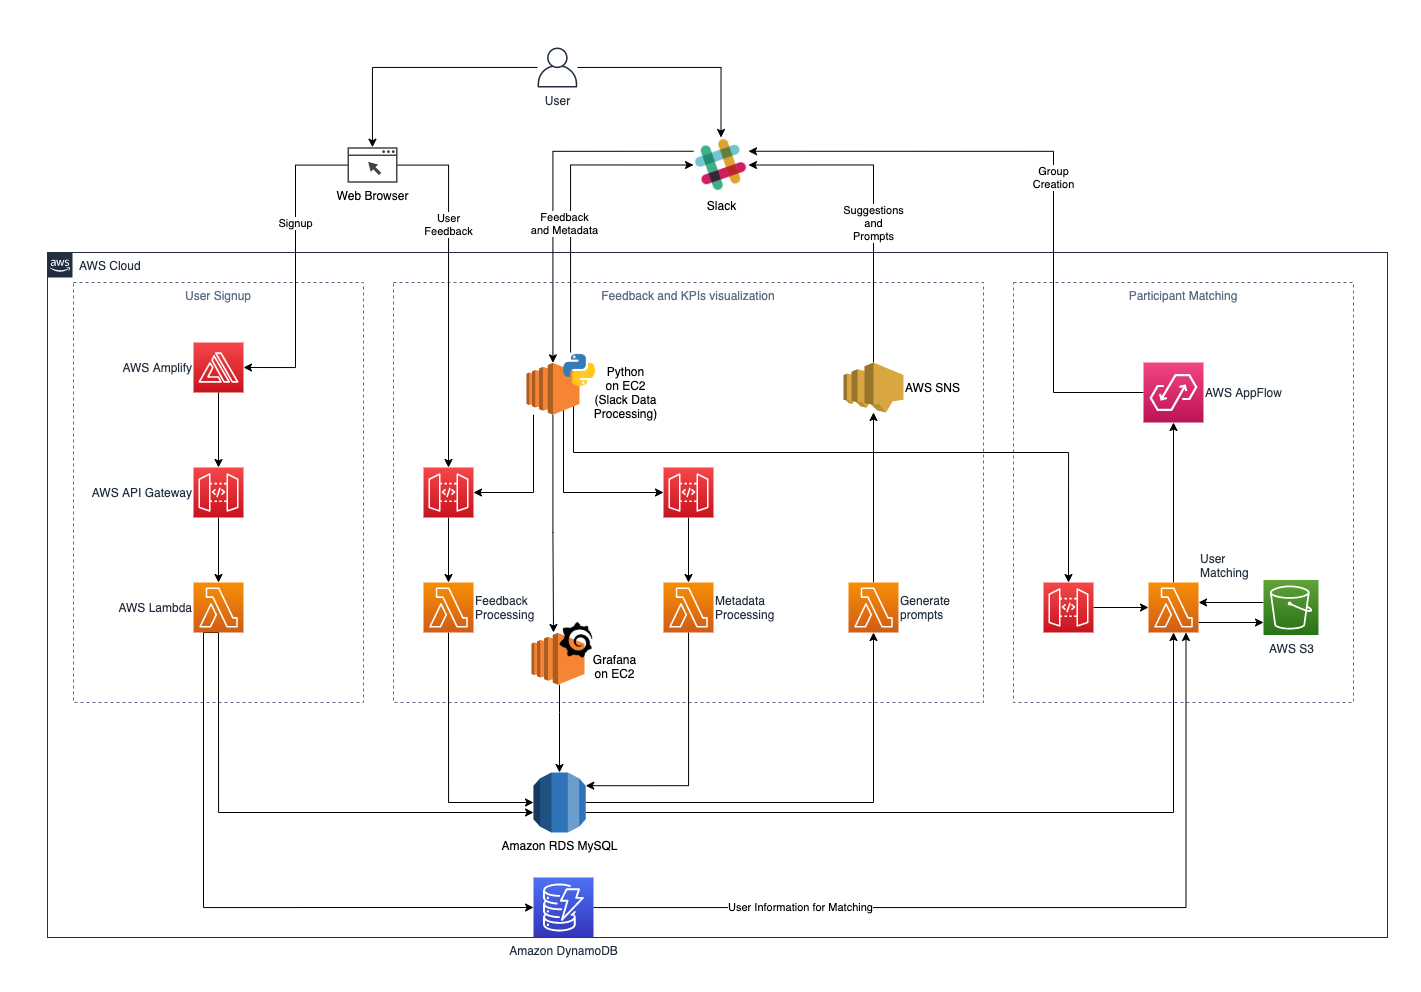 User
Web Browser
Slack
Signup
User
Feedback
Feedback
and Metadata
Suggestions
and
Prompts
Group
Creation
aws
AWS Cloud
User Signup
Feedback and KPIs visualization
Participant Matching
AWS Amplify
Python
on EC2
(Slack Data
Processing)
AWS SNS
AWS AppFlow
AWS API Gateway
AWS Lambda
Feedback
Processing
Metadata
Processing
Generate
prompts
User
Matching
AWS S3
Grafana
on EC2
Amazon RDS MySQL
User Information for Matching
Amazon DynamoDB